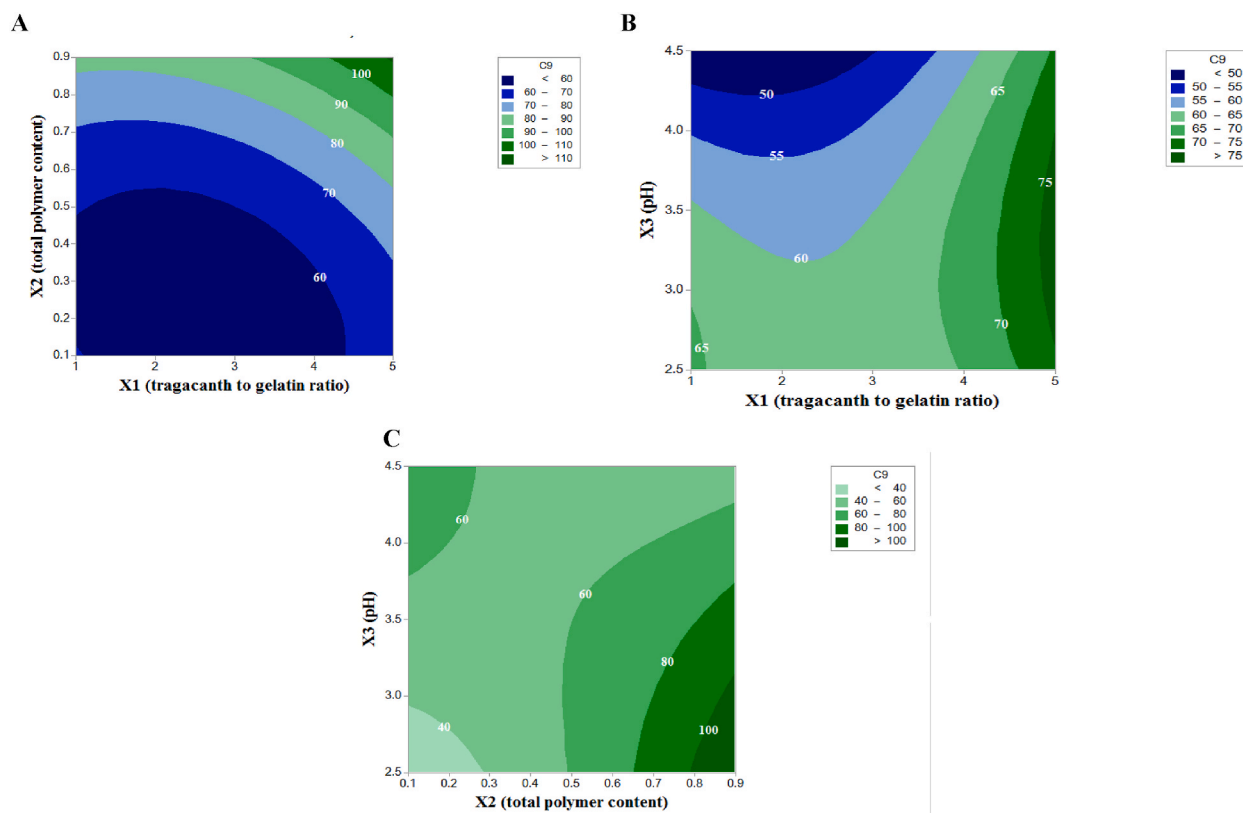 A
C9
< 60
60 – 70
70 – 80
80 – 90
90 – 100
100 – 110
> 110
0.9
0.8
0.7
0.6
0.5
0.4
0.3
0.2
0.1
X2 (total polymer content)
100
90
80
70
60
1 2 3 4 5
X1 (tragacanth to gelatin ratio)
B
C9
< 50
50 – 55
55 – 60
60 – 65
65 – 70
70 – 75
> 75
4.5
4.0
3.5
3.0
2.5
X3 (pH)
50
65
55
75
60
70
65
1 2 3 4 5
X1 (tragacanth to gelatin ratio)
C
C9
< 40
40 – 60
60 – 80
80 – 100
> 100
4.5
4.0
3.5
3.0
2.5
X3 (pH)
60
60
80
40
100
0.1 0.2 0.3 0.4 0.5 0.6 0.7 0.8 0.9
X2 (total polymer content)